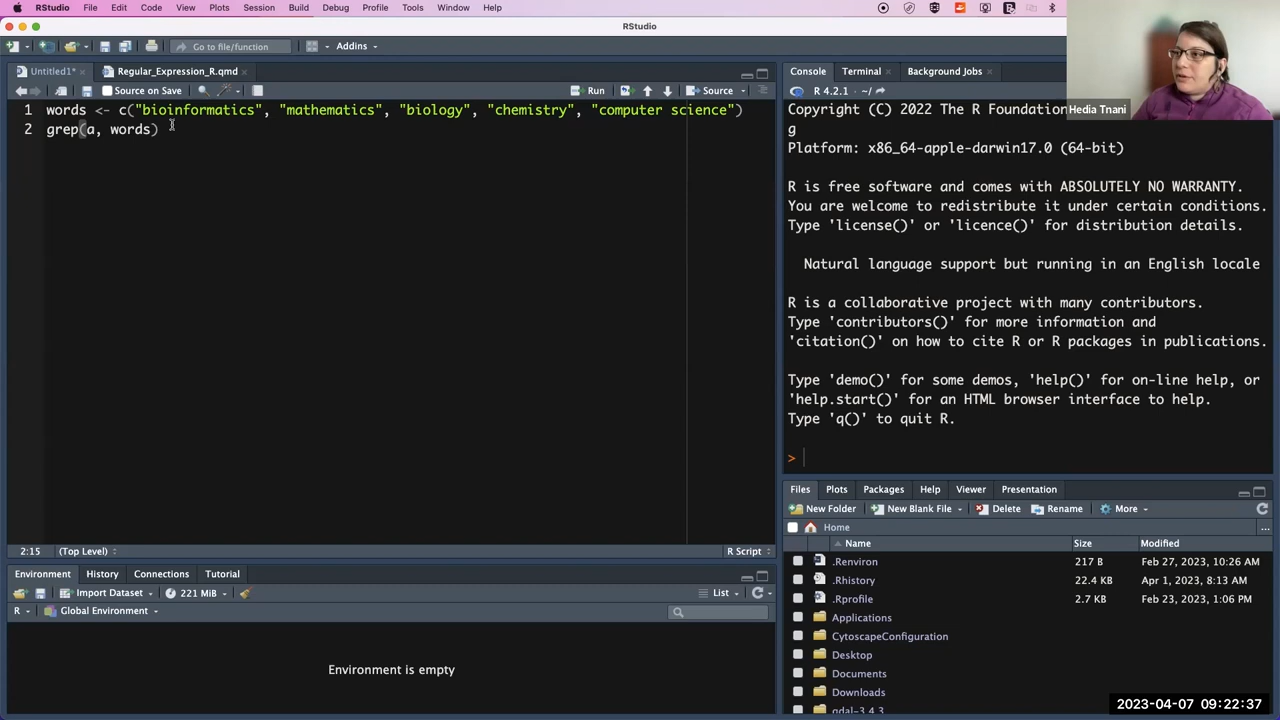 RStudio File Edit Code View Plots Session Build Debug Profile Tools Window Help
RStudio
Go to file/function Addins
Untitled1* Regular_Expression_R.qmd
Source on Save Run Source
1 words <- c("bioinformatics", "mathematics", "biology", "chemistry", "computer science")
2 grep(a, words)
2:15 (Top Level) R Script
Console Terminal Background Jobs
R 4.2.1 · ~/
Copyright (C) 2022 The R Foundation
g
Platform: x86_64-apple-darwin17.0 (64-bit)
R is free software and comes with ABSOLUTELY NO WARRANTY.
You are welcome to redistribute it under certain conditions.
Type 'license()' or 'licence()' for distribution details.
Natural language support but running in an English locale
R is a collaborative project with many contributors.
Type 'contributors()' for more information and
'citation()' on how to cite R or R packages in publications.
Type 'demo()' for some demos, 'help()' for on-line help, or
'help.start()' for an HTML browser interface to help.
Type 'q()' to quit R.
>
Hedia Tnani
Environment History Connections Tutorial
Import Dataset 221 MiB List
R Global Environment
Environment is empty
Files Plots Packages Help Viewer Presentation
New Folder New Blank File Delete Rename More
Home ...
Name Size Modified
.Renviron 217 B Feb 27, 2023, 10:26 AM
.Rhistory 22.4 KB Apr 1, 2023, 8:13 AM
.Rprofile 2.7 KB Feb 23, 2023, 1:06 PM
Applications
CytoscapeConfiguration
Desktop
Documents
Downloads
gdal-3.4.3
2023-04-07 09:22:37